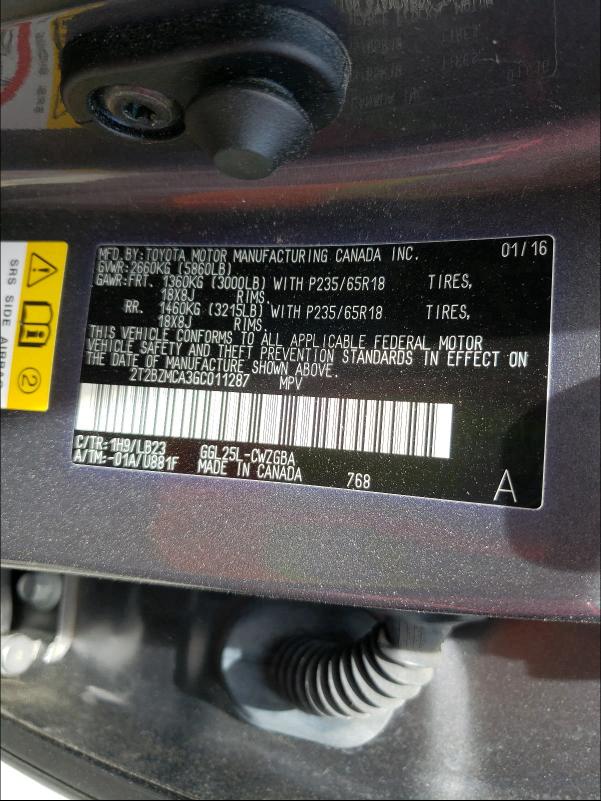 MFD. BY: TOYOTA MOTOR MANUFACTURING CANADA INC. 01/16
GVWR: 2660KG (5860LB)
GAWR: FRT. 1360KG (3000LB) WITH P235/65R18 TIRES,
18X8J RIMS.
RR. 1460KG (3215LB) WITH P235/65R18 TIRES,
18X8J RIMS.
THIS VEHICLE CONFORMS TO ALL APPLICABLE FEDERAL MOTOR
VEHICLE SAFETY AND THEFT PREVENTION STANDARDS IN EFFECT ON
THE DATE OF MANUFACTURE SHOWN ABOVE.
2T2BZMCA3GC011287 MPV
C/TR: 1H9/LB23 GGL25L-CWZGBA
A/TM: -01A/U881F MADE IN CANADA 768
A
SRS SIDE
2